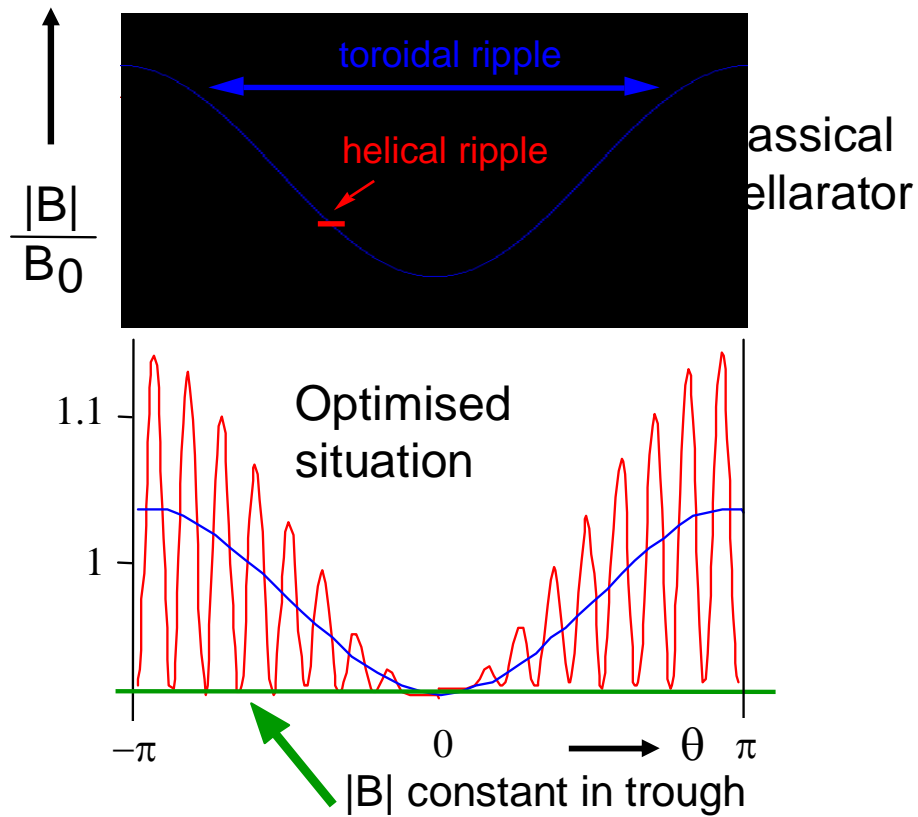 toroidal ripple
helical ripple
assical
ellarator
|B|
B0
Optimised
situation
1.1
1
−π
0
θ
π
|B| constant in trough